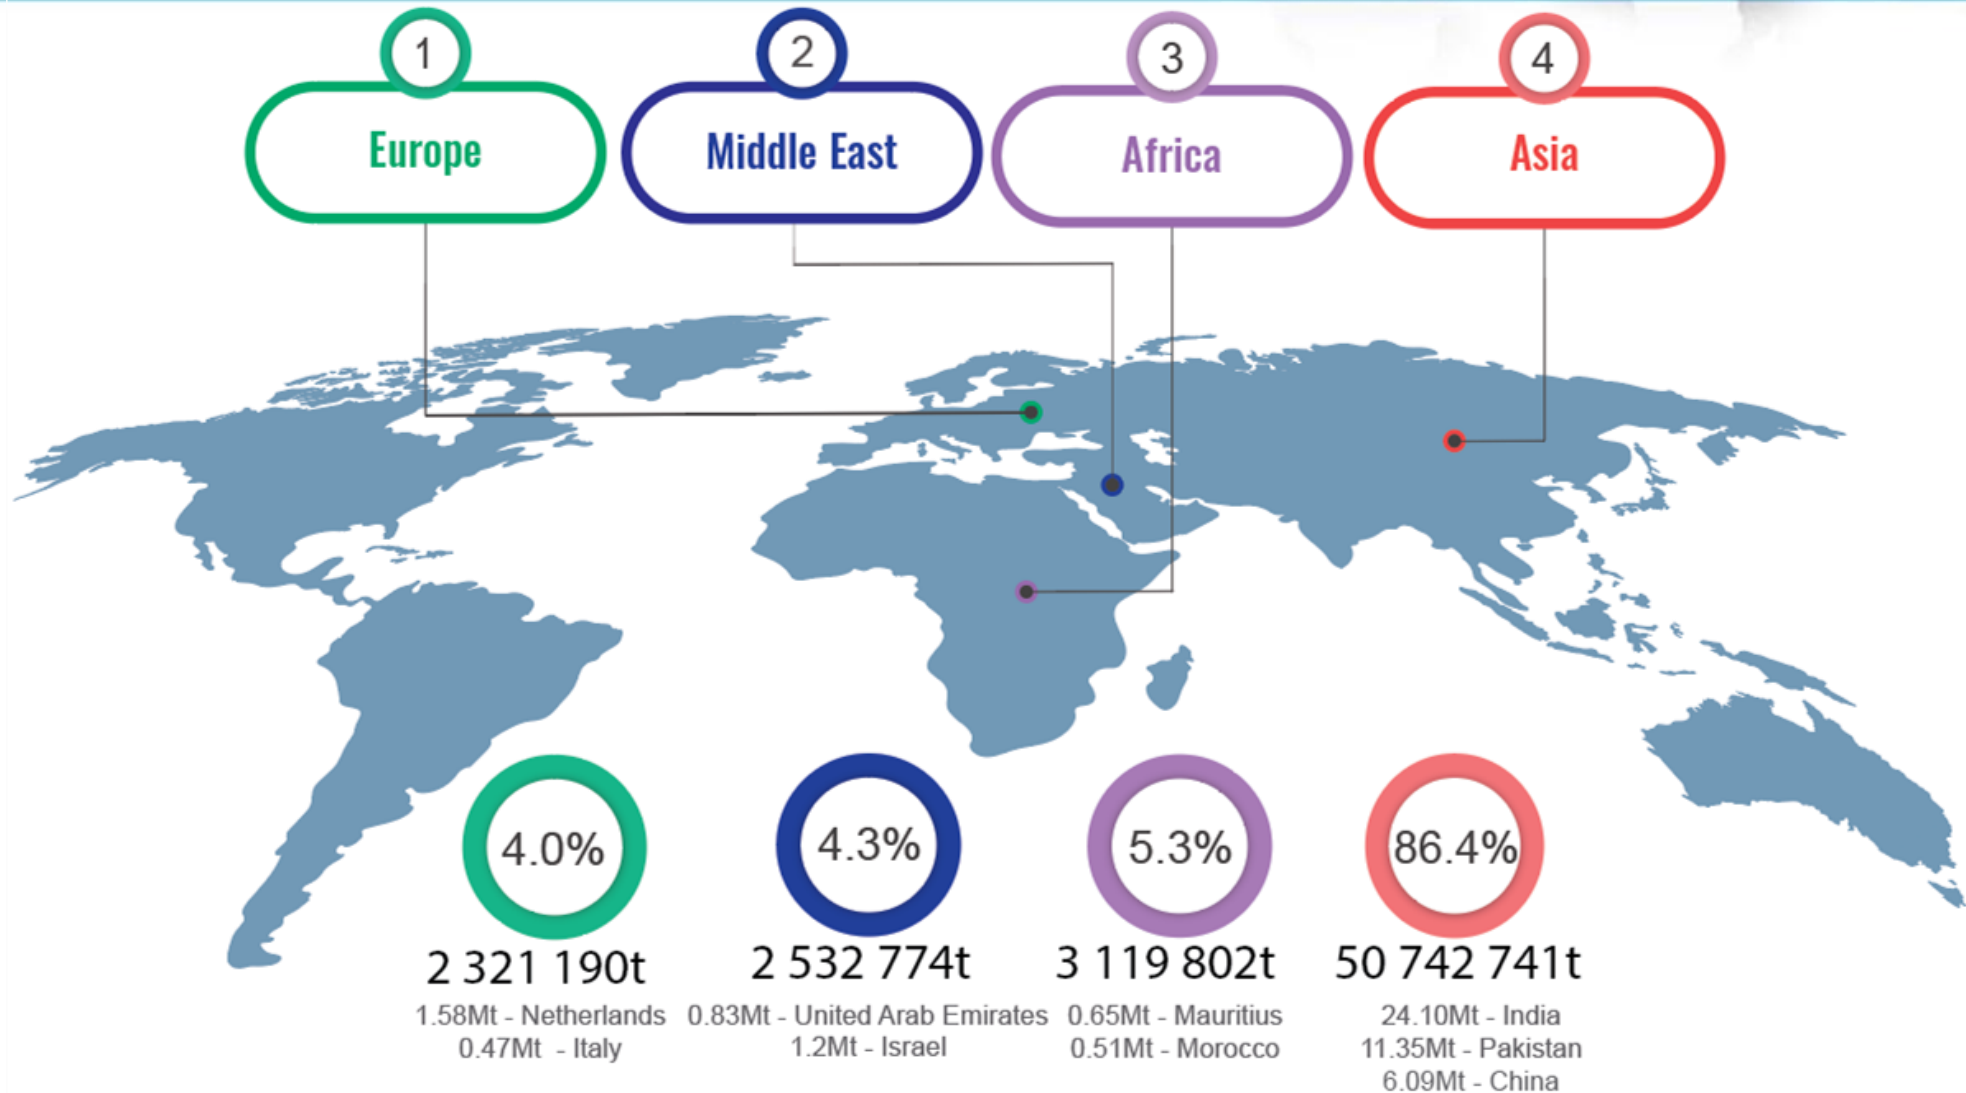 1
2
3
4
Europe
Middle East
Africa
Asia
4.0%
4.3%
5.3%
86.4%
2 321 190t
2 532 774t
3 119 802t
50 742 741t
1.58Mt - Netherlands
0.47Mt - Italy
0.83Mt - United Arab Emirates
1.2Mt - Israel
0.65Mt - Mauritius
0.51Mt - Morocco
24.10Mt - India
11.35Mt - Pakistan
6.09Mt - China